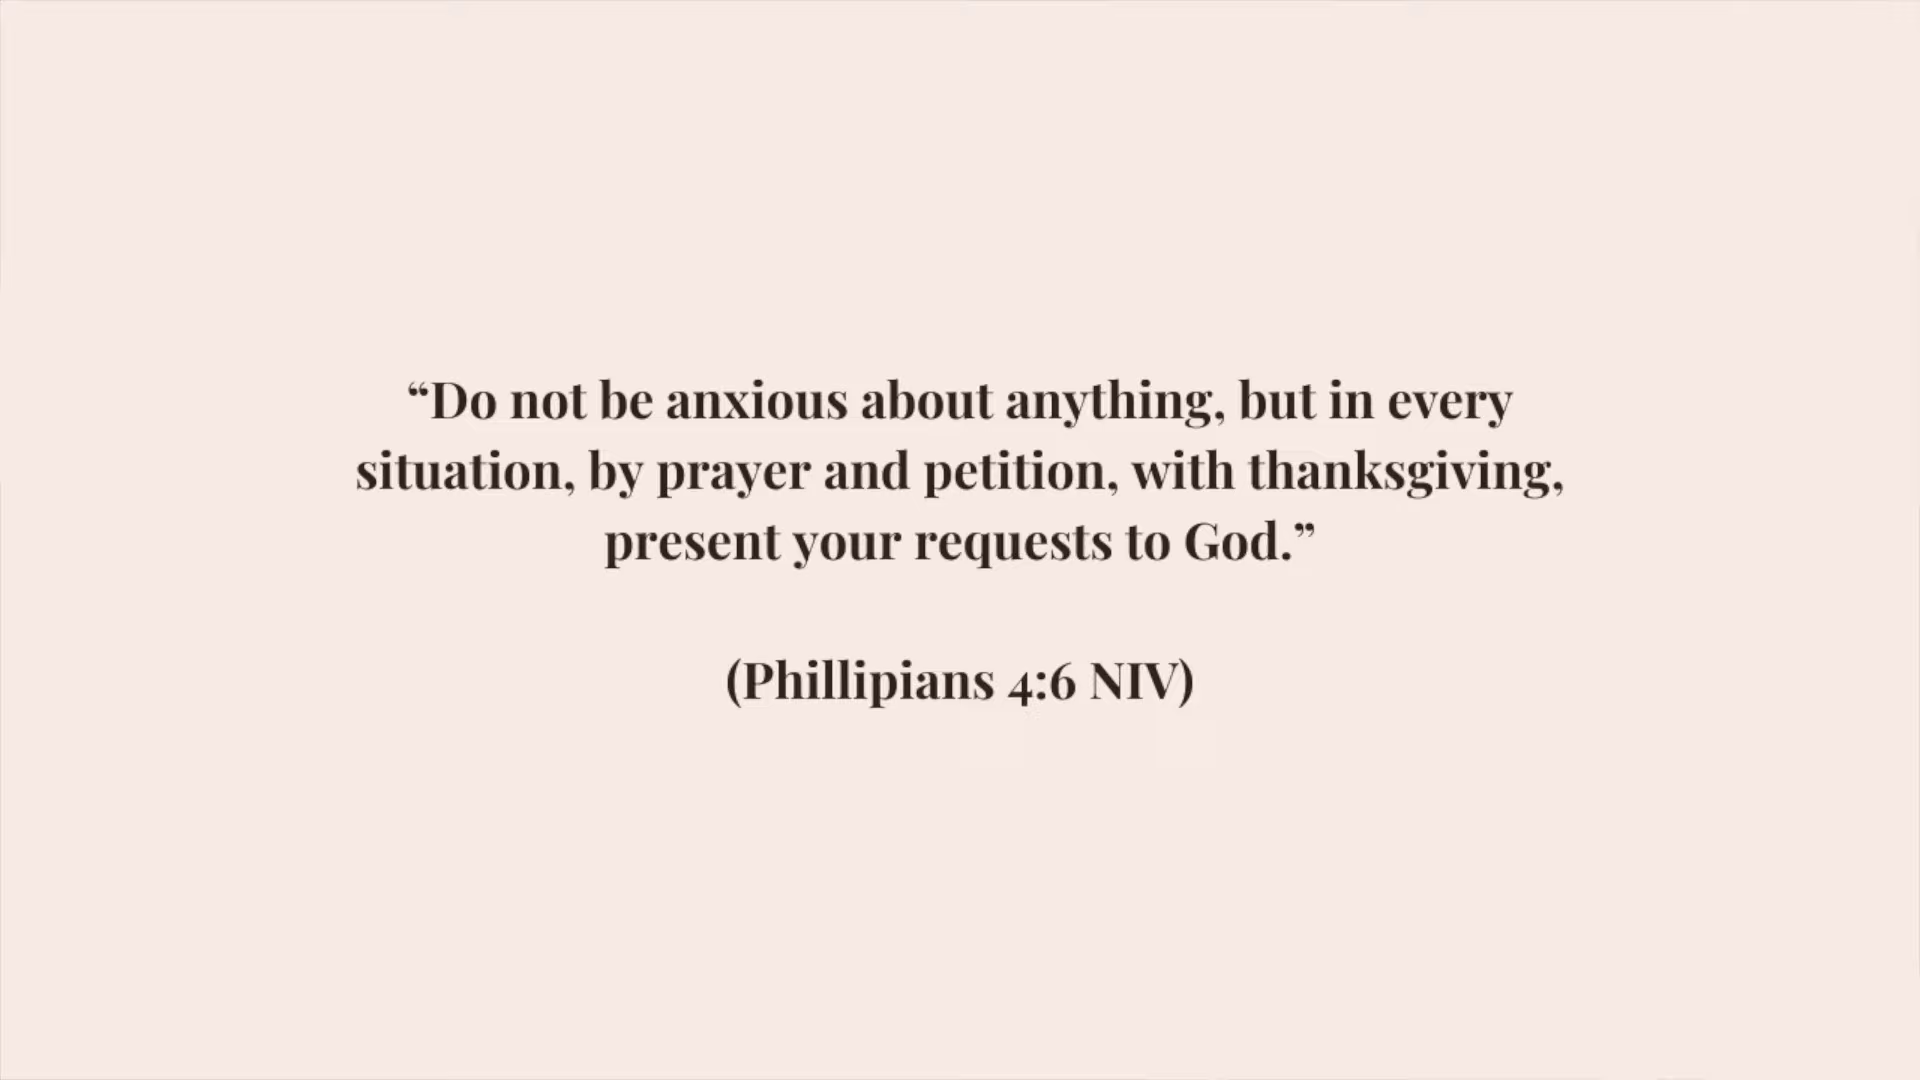 “Do not be anxious about anything, but in every
situation, by prayer and petition, with thanksgiving,
present your requests to God.”
(Phillipians 4:6 NIV)